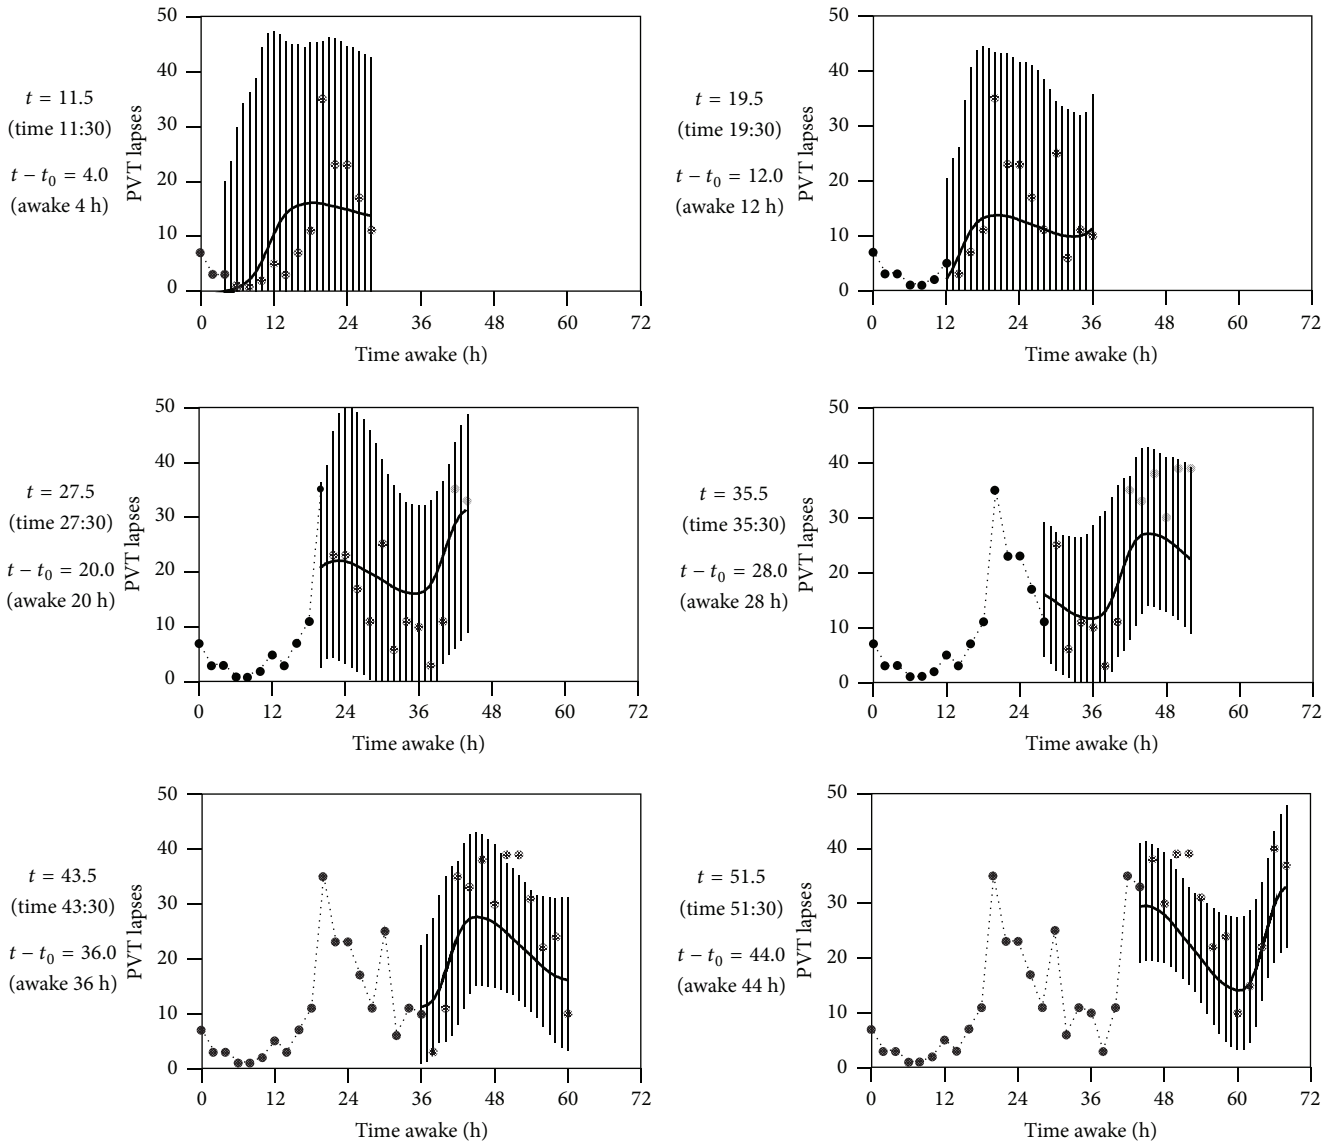 t = 11.5
(time 11:30)
t − t0 = 4.0
(awake 4 h)
PVT lapses
50
40
30
20
10
0
0 12 24 36 48 60 72
Time awake (h)
t = 19.5
(time 19:30)
t − t0 = 12.0
(awake 12 h)
PVT lapses
50
40
30
20
10
0
0 12 24 36 48 60 72
Time awake (h)
t = 27.5
(time 27:30)
t − t0 = 20.0
(awake 20 h)
PVT lapses
50
40
30
20
10
0
0 12 24 36 48 60 72
Time awake (h)
t = 35.5
(time 35:30)
t − t0 = 28.0
(awake 28 h)
PVT lapses
50
40
30
20
10
0
0 12 24 36 48 60 72
Time awake (h)
t = 43.5
(time 43:30)
t − t0 = 36.0
(awake 36 h)
PVT lapses
50
40
30
20
10
0
0 12 24 36 48 60 72
Time awake (h)
t = 51.5
(time 51:30)
t − t0 = 44.0
(awake 44 h)
PVT lapses
50
40
30
20
10
0
0 12 24 36 48 60 72
Time awake (h)